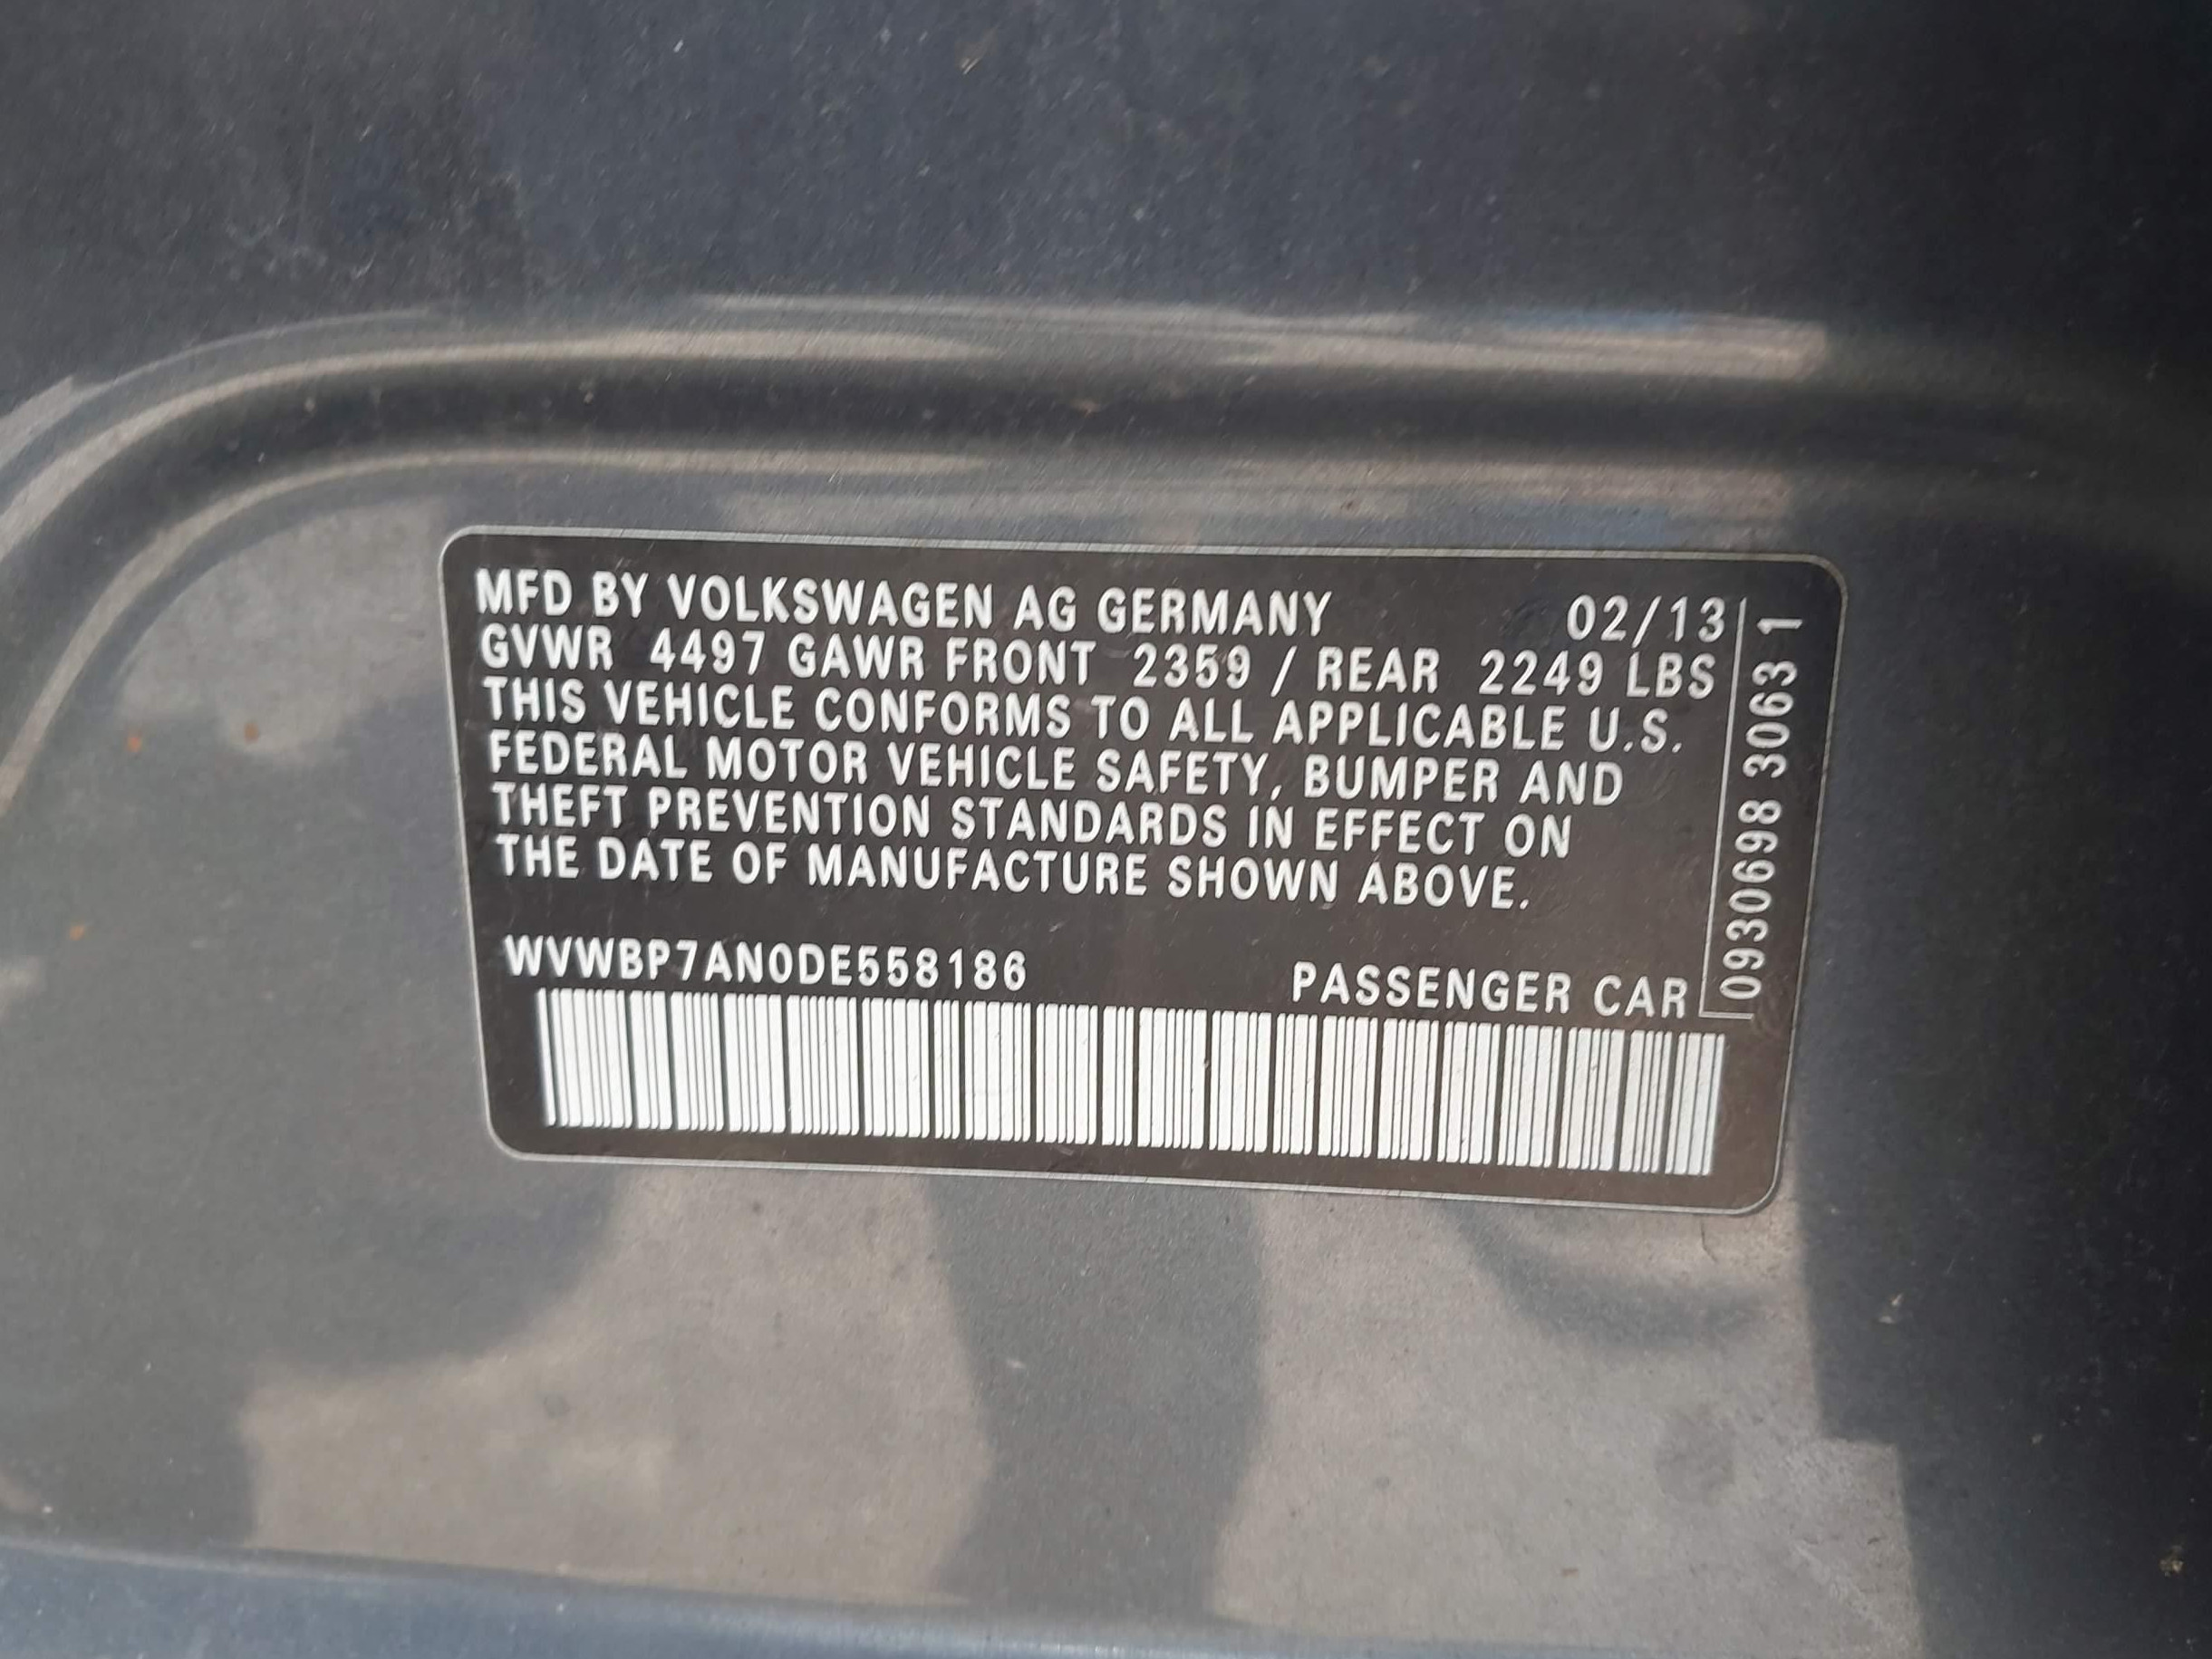 MFD BY VOLKSWAGEN AG GERMANY 02/13
GVWR 4497 GAWR FRONT 2359 / REAR 2249 LBS
THIS VEHICLE CONFORMS TO ALL APPLICABLE U.S.
FEDERAL MOTOR VEHICLE SAFETY, BUMPER AND
THEFT PREVENTION STANDARDS IN EFFECT ON
THE DATE OF MANUFACTURE SHOWN ABOVE.
WVWBP7AN0DE558186 PASSENGER CAR
0930698 30631